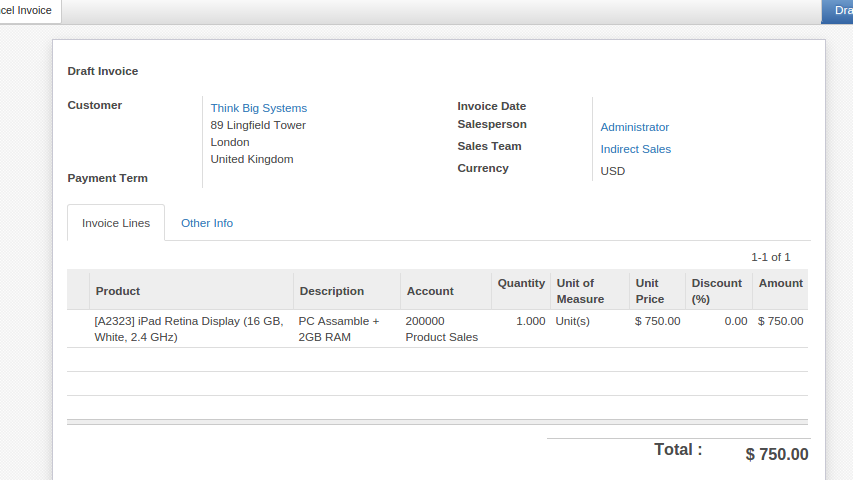 cel Invoice
Dra
Draft Invoice
Customer
Think Big Systems
89 Lingfield Tower
London
United Kingdom
Payment Term
Invoice Date
Salesperson
Administrator
Sales Team
Indirect Sales
Currency
USD
Invoice Lines
Other Info
1-1 of 1
Product
Description
Account
Quantity
Unit of
Measure
Unit
Price
Discount
(%)
Amount
[A2323] iPad Retina Display (16 GB,
White, 2.4 GHz)
PC Assamble +
2GB RAM
200000
Product Sales
1.000
Unit(s)
$ 750.00
0.00
$ 750.00
Total :
$ 750.00